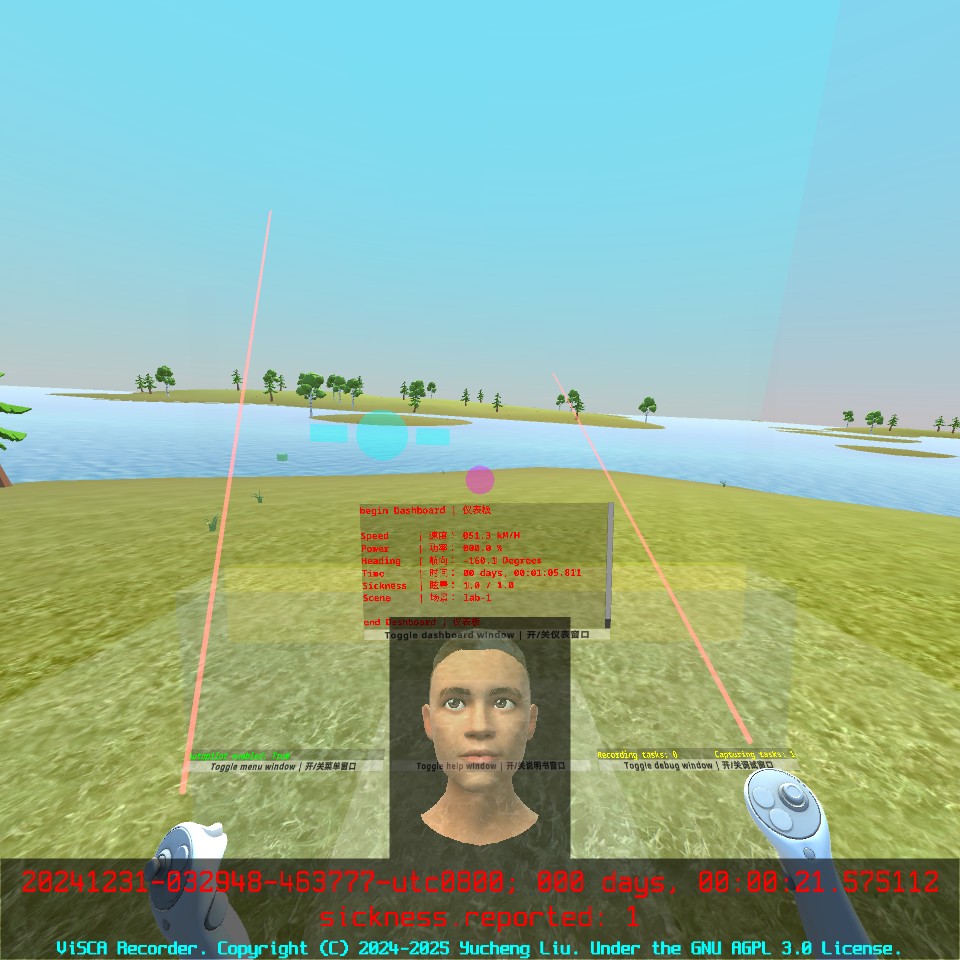 begin Dashboard | 仪表板
Speed | 速度: 051.3 kM/H
Power | 功率: 000.0 %
Heading | 航向: -160.1 Degrees
Time | 时间: 00 days, 00:01:05.811
Sickness | 眩晕: 1.0 / 1.0
Scene | 场景: lab-1
end Dashboard | 仪表板
Toggle dashboard window | 开/关仪表窗口
Recording tasks: 0 Capturing tasks: 1
Toggle menu window | 开/关菜单窗口
Toggle help window | 开/关说明书窗口
Toggle debug window | 开/关调试窗口
20241231-032948-463777-utc0800; 000 days, 00:00:21.575112
sickness.reported: 1
ViSCA Recorder. Copyright (C) 2024-2025 Yucheng Liu. Under the GNU AGPL 3.0 License.